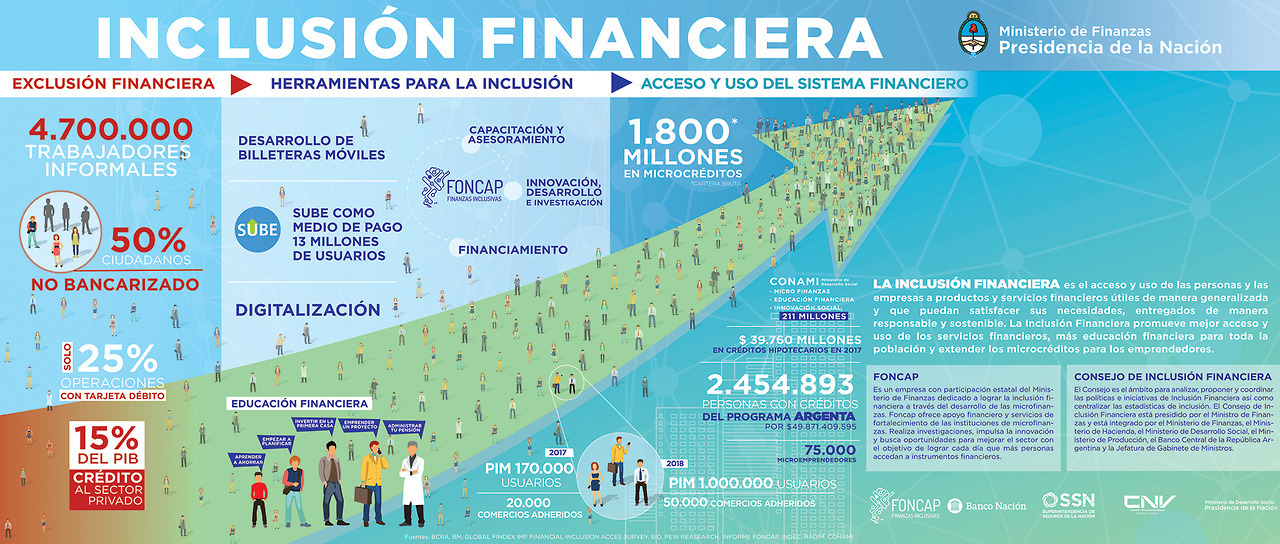 INCLUSIÓN FINANCIERA
Ministerio de Finanzas
Presidencia de la Nación
EXCLUSIÓN FINANCIERA
HERRAMIENTAS PARA LA INCLUSIÓN
ACCESO Y USO DEL SISTEMA FINANCIERO
4.700.000
TRABAJADORES
INFORMALES
50%
CIUDADANOS
NO BANCARIZADO
SOLO
25%
OPERACIONES
CON TARJETA DÉBITO
15%
DEL PIB
CRÉDITO
AL SECTOR
PRIVADO
DESARROLLO DE
BILLETERAS MÓVILES
SUBE
SUBE COMO
MEDIO DE PAGO
13 MILLONES
DE USUARIOS
DIGITALIZACIÓN
CAPACITACIÓN Y
ASESORAMIENTO
FONCAP
FINANZAS INCLUSIVAS
INNOVACIÓN,
DESARROLLO
E INVESTIGACIÓN
FINANCIAMIENTO
EDUCACIÓN FINANCIERA
APRENDER
A AHORRAR
EMPEZAR A
PLANIFICAR
INVERTIR EN LA
PRIMERA CASA
EMPRENDER
UN PROYECTO
ADMINISTRAR
TU PENSIÓN
1.800*
MILLONES
EN MICROCRÉDITOS
*CARTERA BRUTA
CONAMI Ministerio de
Desarrollo Social
- MICRO FINANZAS
- EDUCACIÓN FINANCIERA
- INNOVACIÓN SOCIAL
211 MILLONES
$ 39.760 MILLONES
EN CRÉDITOS HIPOTECARIOS EN 2017
2.454.893
PERSONAS CON CRÉDITOS
DEL PROGRAMA ARGENTA
POR $49.871.409.595
75.000
MICROEMPRENDEDORES
2017
PIM 170.000
USUARIOS
20.000
COMERCIOS ADHERIDOS
2018
PIM 1.000.000 USUARIOS
50.000 COMERCIOS ADHERIDOS
LA INCLUSIÓN FINANCIERA es el acceso y uso de las personas y las
empresas a productos y servicios financieros útiles de manera generalizada
y que puedan satisfacer sus necesidades, entregados de manera
responsable y sostenible. La Inclusión Financiera promueve mejor acceso y
uso de los servicios financieros, más educación financiera para toda la
población y extender los microcréditos para los emprendedores.
FONCAP
Es un empresa con participación estatal del Minis-
terio de Finanzas dedicado a lograr la inclusión fi-
nanciera a través del desarrollo de las microfinan-
zas. Foncap ofrece apoyo financiero y servicios de
fortalecimiento de las instituciones de microfinan-
zas. Realiza investigaciones, impulsa la innovación
y busca oportunidades para mejorar el sector con
el objetivo de lograr cada día que más personas
accedan a instrumentos financieros.
CONSEJO DE INCLUSIÓN FINANCIERA
El Consejo es el ámbito para analizar, proponer y coordinar
las políticas e iniciativas de Inclusión Financiera así como
centralizar las estadísticas de inclusión. El Consejo de In-
clusión Financiera está presidido por el Ministro de Finan-
zas y está integrado por el Ministerio de Finanzas, el Minis-
terio de Hacienda, el Ministerio de Desarrollo Social, el Mi-
nisterio de Producción, el Banco Central de la República Ar-
gentina y la Jefatura de Gabinete de Ministros.
FONCAP
FINANZAS INCLUSIVAS
Banco Nación
SSN
SUPERINTENDENCIA DE
SEGUROS DE LA NACIÓN
CNV
Ministerio de Desarrollo Social
Presidencia de la Nación
Fuentes: BCRA, BM, GLOBAL FINDEX IMF FINANCIAL INCLUSION ACCES SURVEY, BID, PEW REASEARCH, INFORME FONCAP, INDEC, RADIM, CONAMI